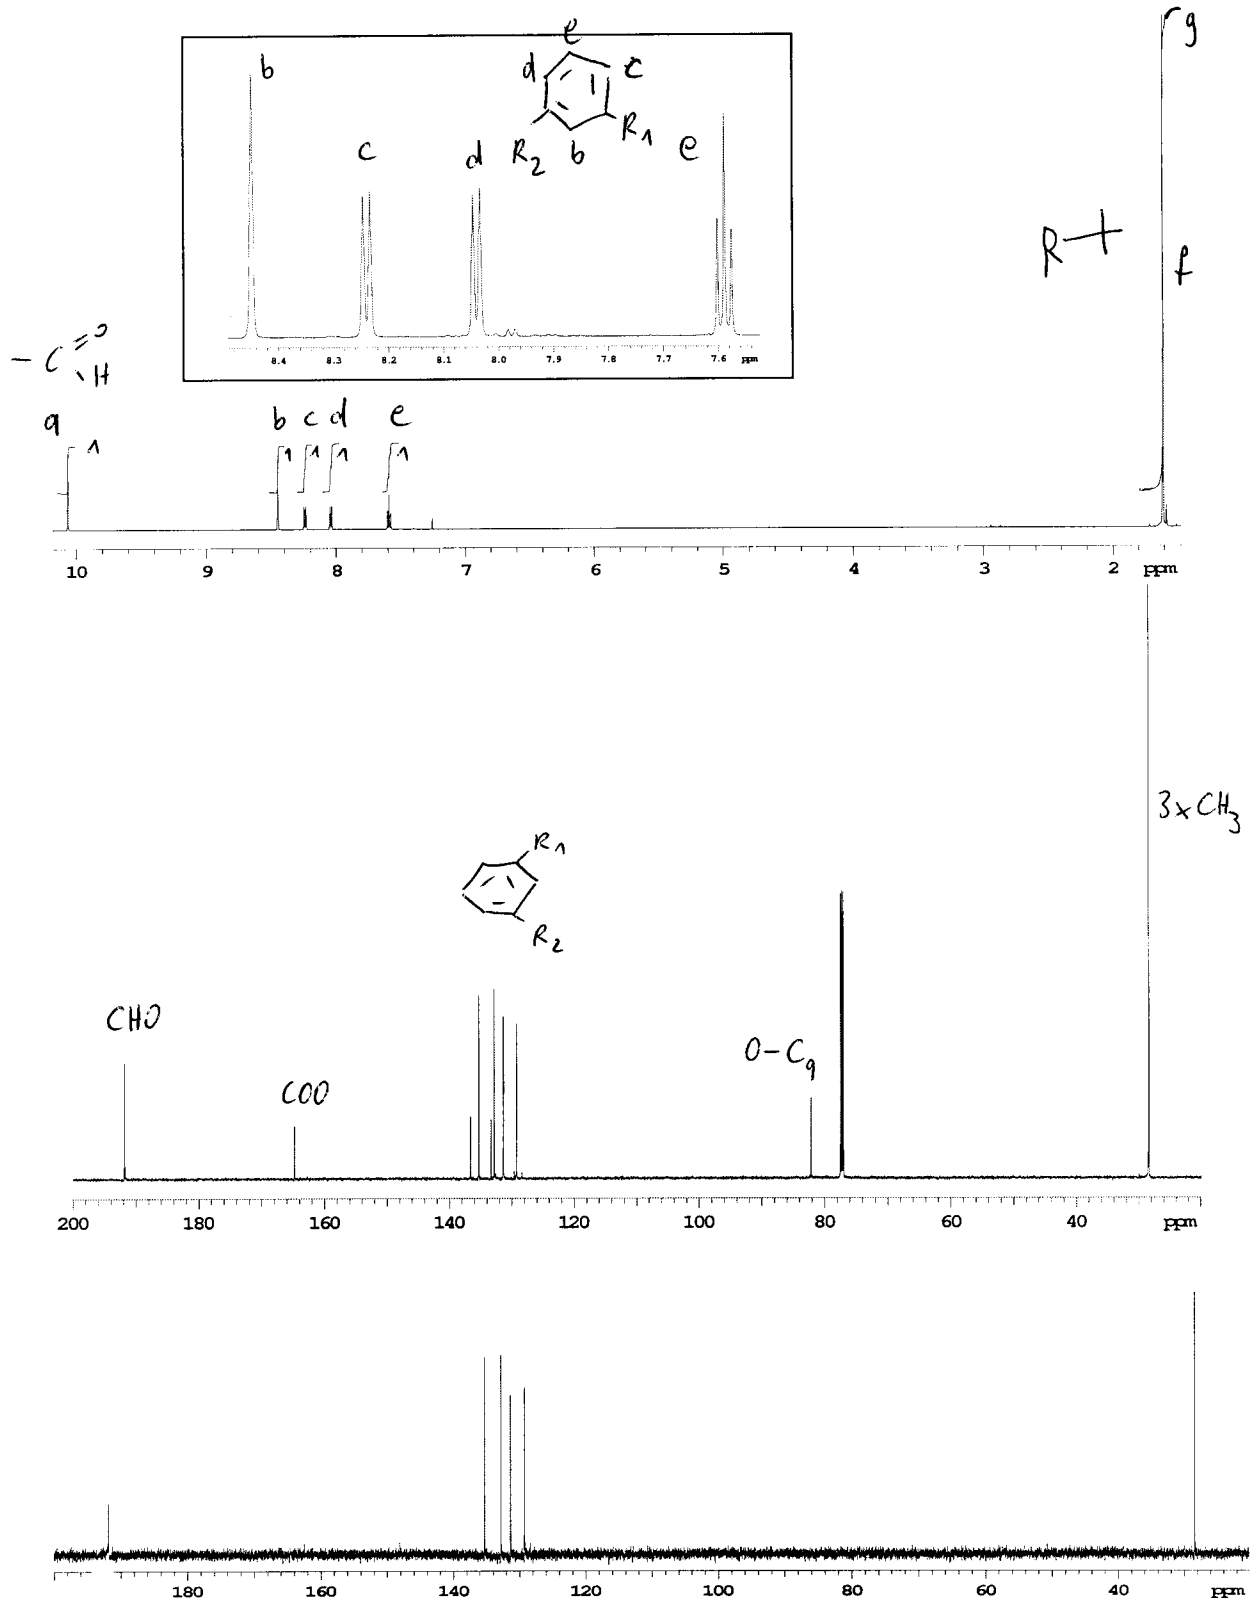 g
e
b
d
c
R₁
c
d
R₂
b
e
R
f
8.4 8.3 8.2 8.1 8.0 7.9 7.8 7.7 7.6 ppm
- C
O
H
a
b c d e
1
1
1
1
1
10 9 8 7 6 5 4 3 2 ppm
3xCH₃
R₁
R₂
CHO
COO
O-Cq
200 180 160 140 120 100 80 60 40 ppm
180 160 140 120 100 80 60 40 ppm